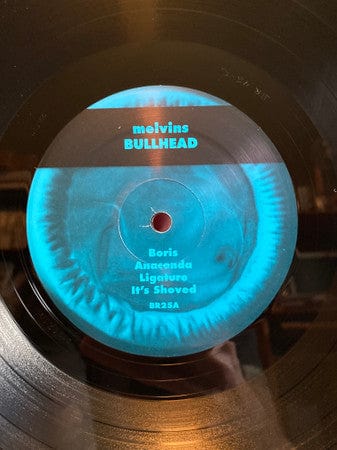 melvins
BULLHEAD
Boris
Anaconda
Ligature
It's Shoved
BR25A